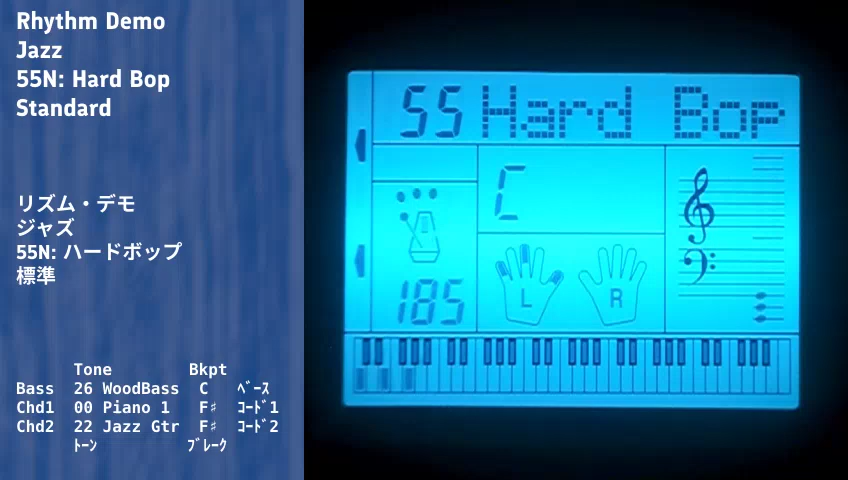 Rhythm Demo
Jazz
55N: Hard Bop
Standard
リズム・デモ
ジャズ
55N: ハードボップ
標準
Tone Bkpt
Bass 26 WoodBass C ﾍﾞｰｽ
Chd1 00 Piano 1 F♯ ｺｰﾄﾞ1
Chd2 22 Jazz Gtr F♯ ｺｰﾄﾞ2
ﾄｰﾝ ﾌﾞﾚｰｸ
55 Hard Bop
C
185
L R